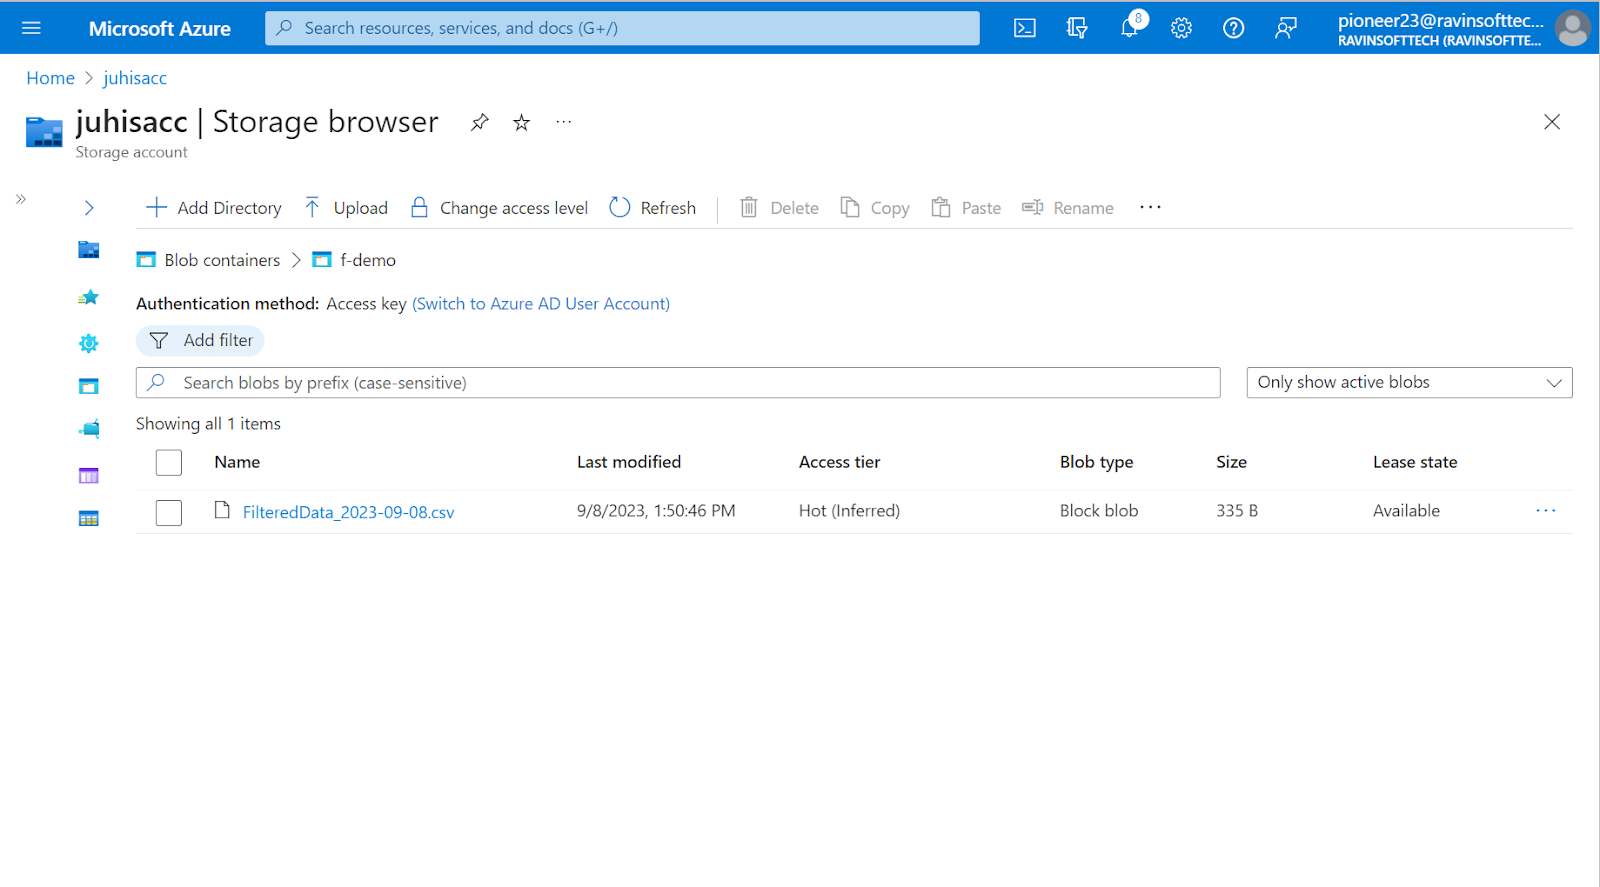 Microsoft Azure
Search resources, services, and docs (G+/)
8
pioneer23@ravinsofttec...
RAVINSOFTTECH (RAVINSOFTTE...
Home > juhisacc
juhisacc | Storage browser
Storage account
Add Directory Upload Change access level Refresh Delete Copy Paste Rename
Blob containers > f-demo
Authentication method: Access key (Switch to Azure AD User Account)
Add filter
Search blobs by prefix (case-sensitive) Only show active blobs
Showing all 1 items
Name Last modified Access tier Blob type Size Lease state
FilteredData_2023-09-08.csv 9/8/2023, 1:50:46 PM Hot (Inferred) Block blob 335 B Available